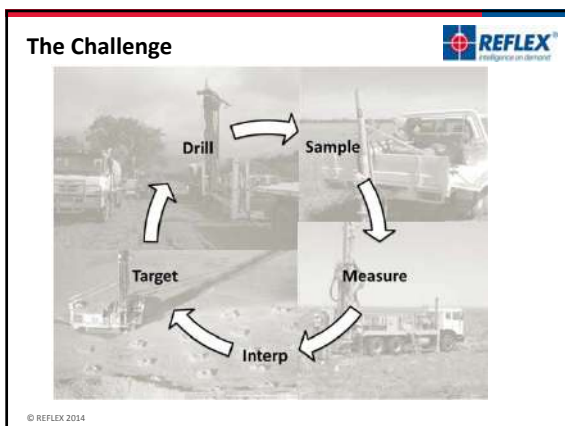 The Challenge
REFLEX®
intelligence on demand
Drill
Sample
Target
Measure
Interp
© REFLEX 2014